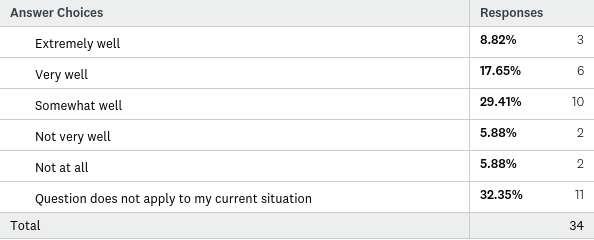 Answer Choices Responses
Extremely well 8.82% 3
Very well 17.65% 6
Somewhat well 29.41% 10
Not very well 5.88% 2
Not at all 5.88% 2
Question does not apply to my current situation 32.35% 11
Total 34